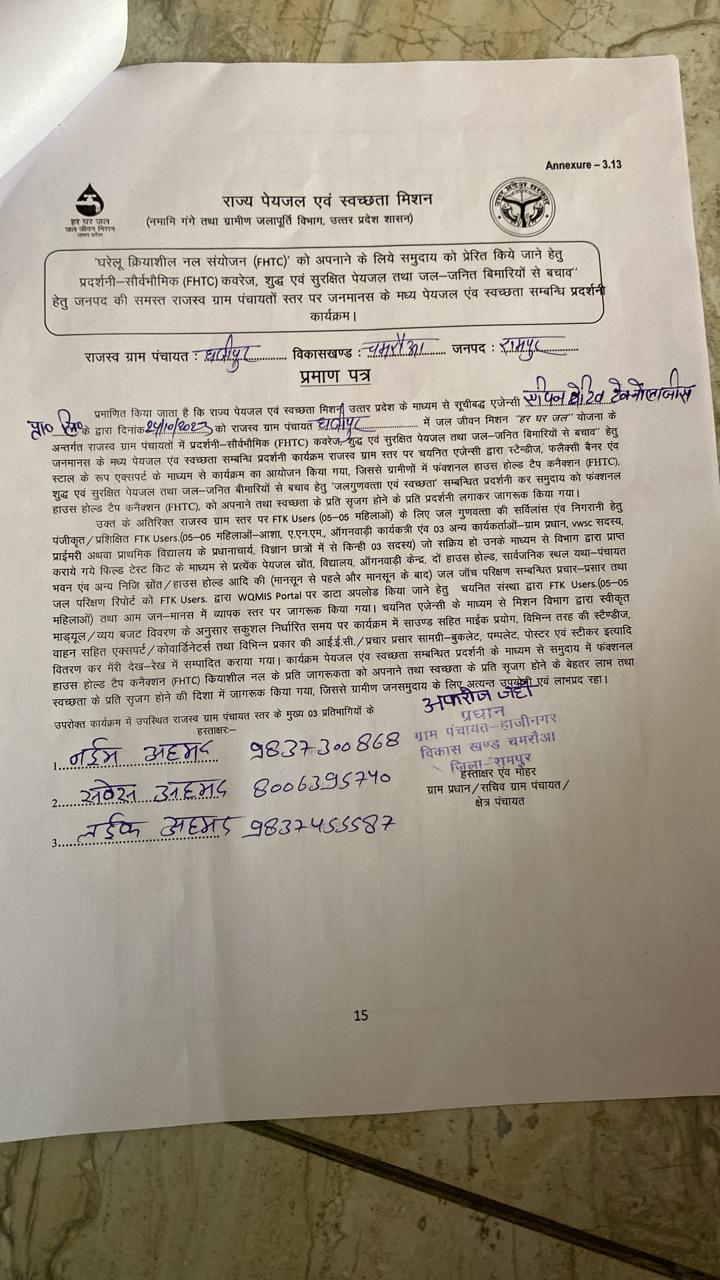 Annexure – 3.13
हर घर जल
जल जीवन मिशन
राज्य पेयजल एवं स्वच्छता मिशन
(नमामि गंगे तथा ग्रामीण जलापूर्ति विभाग, उत्तर प्रदेश शासन)
उत्तर प्रदेश सरकार
'घरेलू क्रियाशील नल संयोजन (FHTC)' को अपनाने के लिये समुदाय को प्रेरित किये जाने हेतु
प्रदर्शनी–सौर्वभौमिक (FHTC) कवरेज, शुद्ध एवं सुरक्षित पेयजल तथा जल–जनित बिमारियों से बचाव"
हेतु जनपद की समस्त राजस्व ग्राम पंचायतों स्तर पर जनमानस के मध्य पेयजल एंव स्वच्छता सम्बन्धि प्रदर्शनी
कार्यक्रम।
राजस्व ग्राम पंचायत : विकासखण्ड : चमरौआ जनपद : रामपुर
प्रमाण पत्र
प्रमाणित किया जाता है कि राज्य पेयजल एवं स्वच्छता मिशन, उत्तर प्रदेश के माध्यम से सूचीबद्ध एजेन्सी
प्रा० लि० के द्वारा दिनांक को राजस्व ग्राम पंचायत में जल जीवन मिशन "हर घर जल" योजना के
अन्तर्गत राजस्व ग्राम पंचायतों में प्रदर्शनी–सौर्वभौमिक (FHTC) कवरेज, शुद्ध एवं सुरक्षित पेयजल तथा जल–जनित बिमारियों से बचाव" हेतु
जनमानस के मध्य पेयजल एंव स्वच्छता सम्बन्धि प्रदर्शनी कार्यक्रम राजस्व ग्राम स्तर पर चयनित एजेन्सी द्वारा स्टैन्डीज, फलैक्सी बैनर एंव
स्टाल के रूप एक्सपर्ट के माध्यम से कार्यक्रम का आयोजन किया गया, जिससे ग्रामीणों में फंक्शनल हाउस होल्ड टैप कनैक्शन (FHTC),
शुद्ध एवं सुरक्षित पेयजल तथा जल–जनित बीमारियों से बचाव हेतु 'जलगुणवत्ता एंव स्वच्छता' सम्बन्धित प्रदर्शनी कर समुदाय को फंक्शनल
हाउस होल्ड टैप कनैक्शन (FHTC), को अपनाने तथा स्वच्छता के प्रति सृजग होने के प्रति प्रदर्शनी लगाकर जागरूक किया गया।
उक्त के अतिरिक्त राजस्व ग्राम स्तर पर FTK Users (05–05 महिलाओं) के लिए जल गुणवत्ता की सर्विलांस एंव निगरानी हेतु
पंजीकृत/प्रशिक्षित FTK Users.(05–05 महिलाओं–आशा, ए.एन.एम, ऑगनवाड़ी कार्यकत्री एंव 03 अन्य कार्यकर्ताओं–ग्राम प्रधान, vwsc सदस्य,
प्राईमरी अथवा प्राथमिक विद्यालय के प्रधानाचार्य, विज्ञान छात्रों में से किन्ही 03 सदस्य) जो सक्रिय हो उनके माध्यम से विभाग द्वारा प्राप्त
कराये गये फिल्ड टेस्ट किट के माध्यम से प्रत्येक पेयजल स्रोत, विद्यालय, ऑगनवाड़ी केन्द्र, दों हाउस होल्ड, सार्वजनिक स्थल यथा–पंचायत
भवन एंव अन्य निजि स्रोंत/हाउस होल्ड आदि की (मानसून से पहले और मानसून के बाद) जल जॉच परिक्षण सम्बन्धित प्रचार–प्रसार तथा
जल परिक्षण रिपोर्ट को FTK Users. द्वारा WQMIS Portal पर डाटा अपलोड किया जाने हेतु चयनित संस्था द्वारा FTK Users.(05–05
महिलाओं) तथा आम जन–मानस में व्यापक स्तर पर जागरूक किया गया। चयनित एजेन्सी के माध्यम से मिशन विभाग द्वारा स्वीकृत
माड्यूल/व्यय बजट विवरण के अनुसार सकुशल निर्धारित समय पर कार्यक्रम में साउण्ड सहित माईक प्रयोग, विभिन्न तरह की स्टैण्डीज,
वाहन सहित एक्सपर्ट/कोवार्डिनेटर्स तथा विभिन्न प्रकार की आई.ई.सी./प्रचार प्रसार सामग्री–बुकलेट, पम्पलेट, पोस्टर एवं स्टीकर इत्यादि
वितरण कर मेंरी देख–रेख में सम्पादित कराया गया। कार्यक्रम पेयजल एंव स्वच्छता सम्बन्धित प्रदर्शनी के माध्यम से समुदाय में फंक्शनल
हाउस होल्ड टैप कनैक्शन (FHTC) कियाशील नल के प्रति जागरूकता को अपनाने तथा स्वच्छता के प्रति सृजग होने के बेहतर लाभ तथा
स्वच्छता के प्रति सृजग होने की दिशा में जागरूक किया गया, जिससे ग्रामीण जनसमुदाय के लिए अत्यन्त उपयोगी एवं लाभप्रद रहा।
उपरोक्त कार्यक्रम में उपस्थित राजस्व ग्राम पंचायत स्तर के मुख्य 03 प्रतिभागियों के
हस्ताक्षर:–
1. नईम अहमद 9837300868
2. अहमद 8006395740
3. लईक अहमद 9837455587
अफरोज जहाँ
प्रधान
ग्राम पंचायत–हाजीनगर
विकास खण्ड चमरौआ
जिला–रामपुर
हस्ताक्षर एंव मोहर
ग्राम प्रधान/सचिव ग्राम पंचायत/
क्षेत्र पंचायत
15